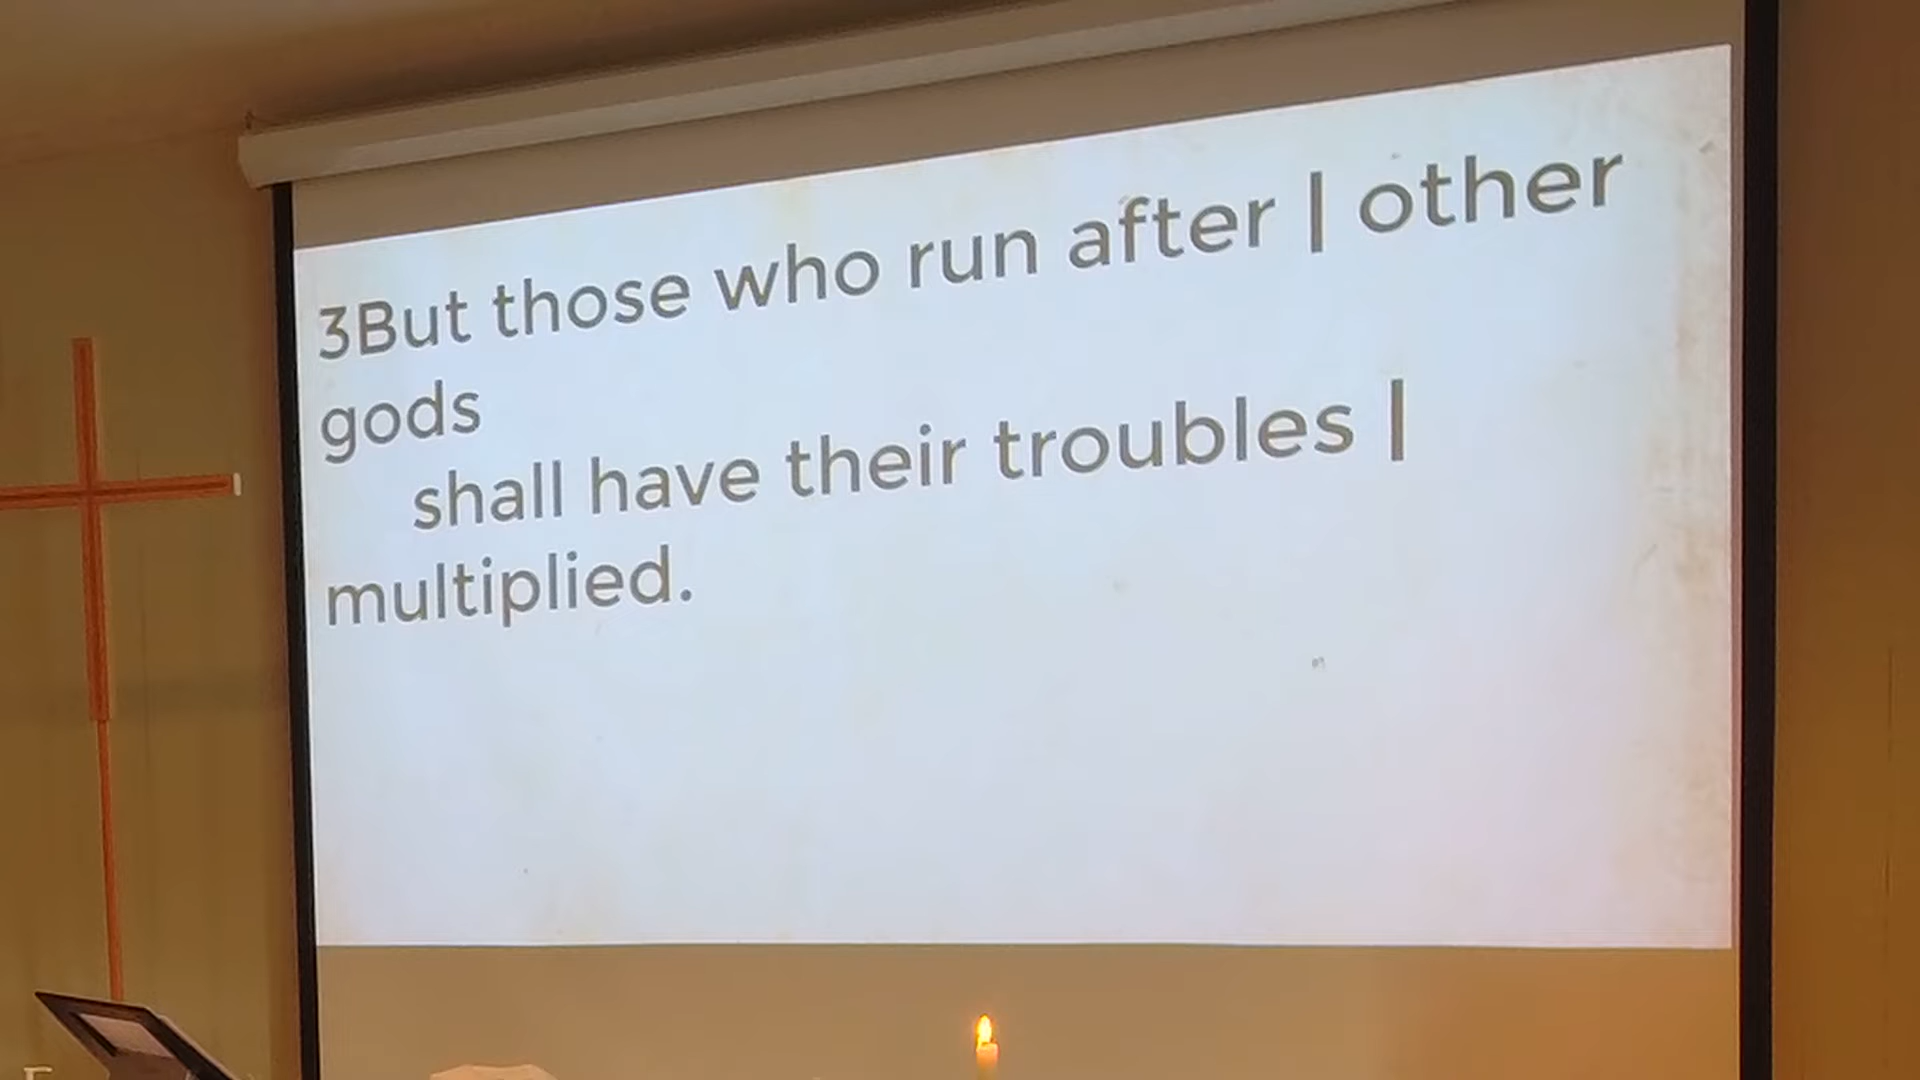 3But those who run after | other
gods
shall have their troubles |
multiplied.